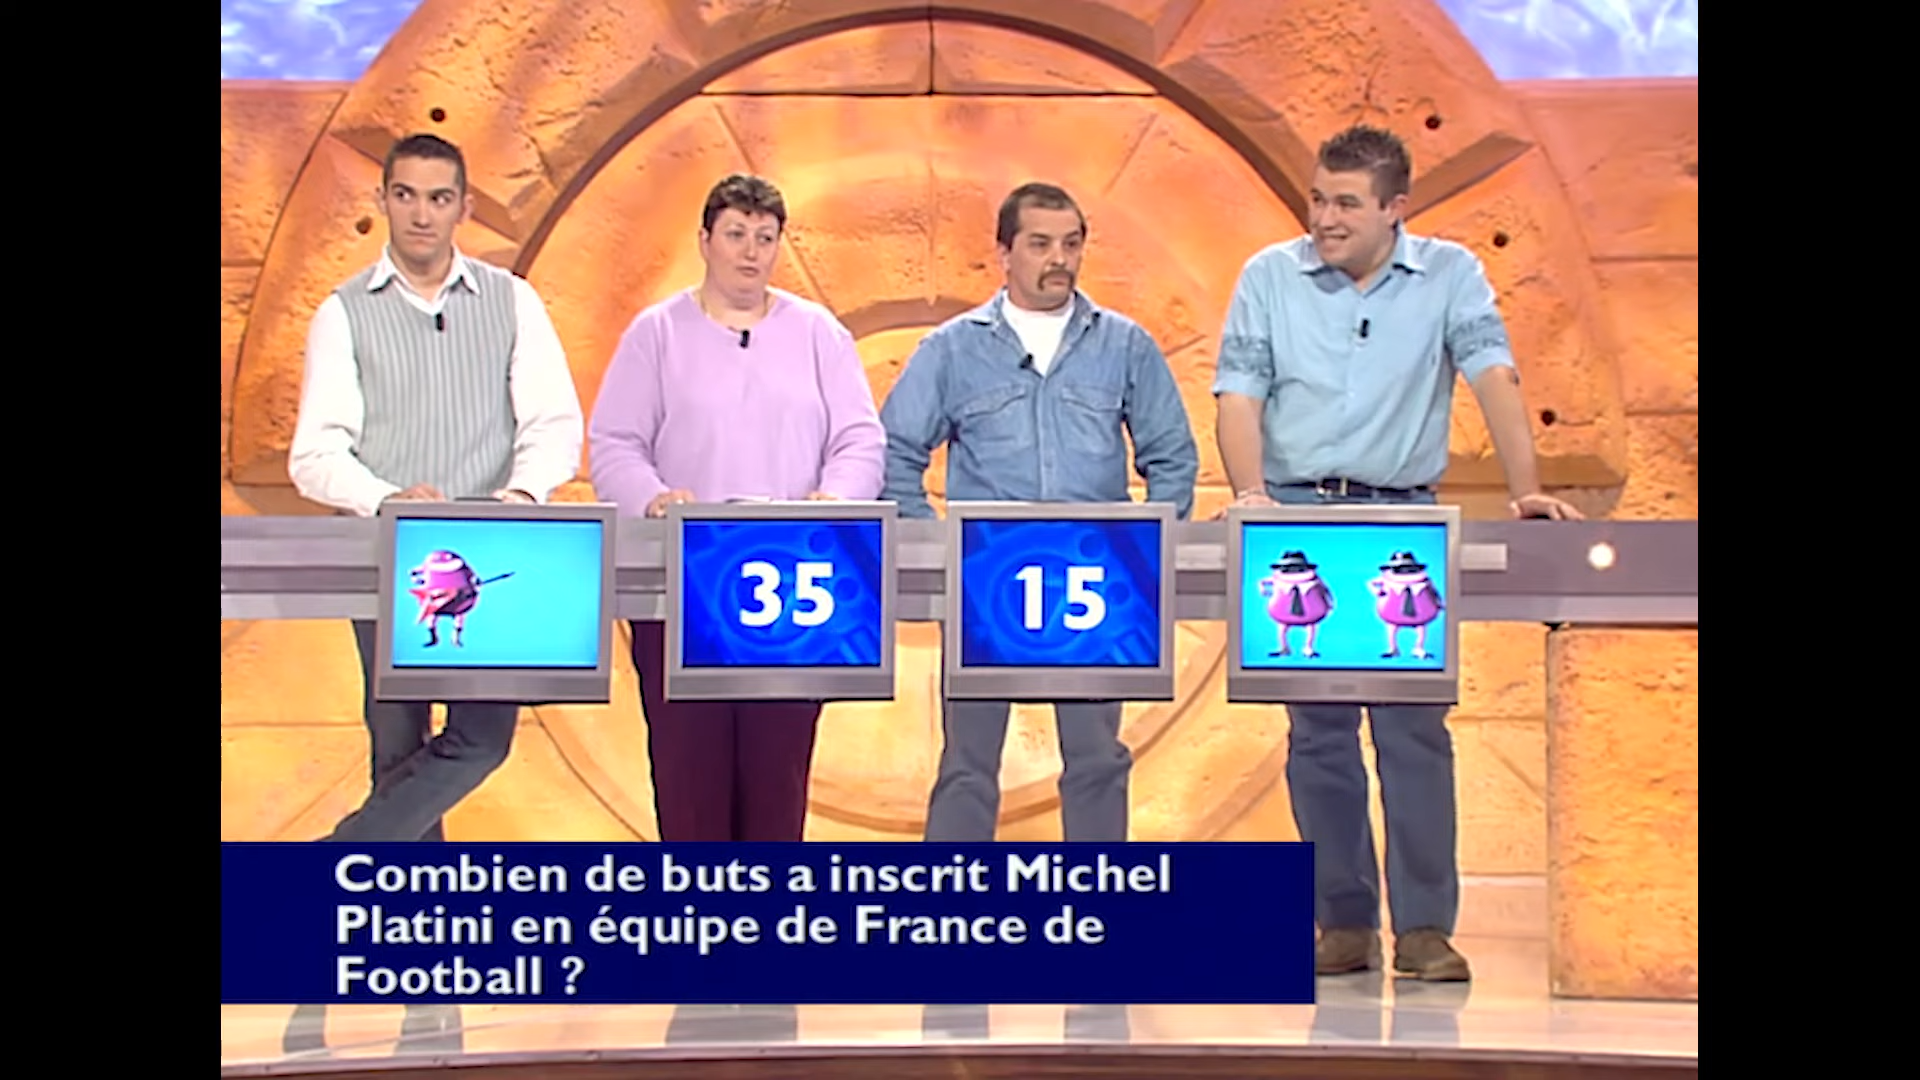 35
15
Combien de buts a inscrit Michel
Platini en équipe de France de
Football ?